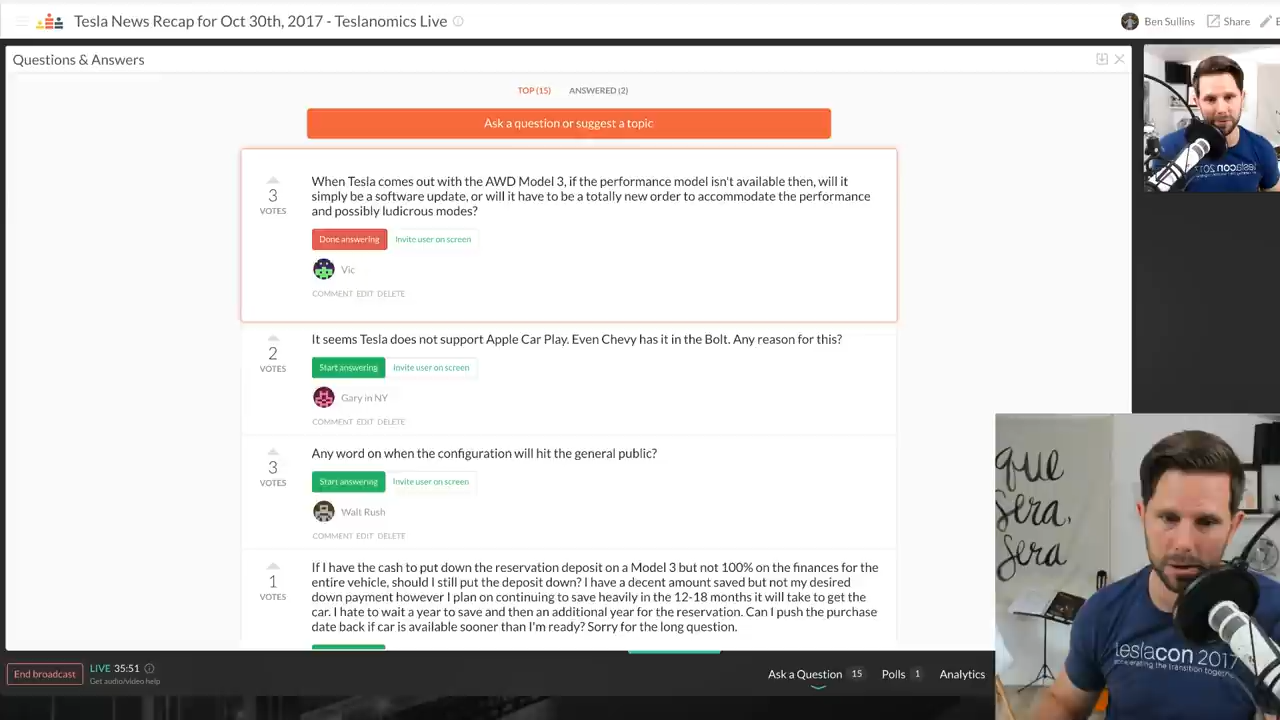 Tesla News Recap for Oct 30th, 2017 - Teslanomics Live
Ben Sullins
Share
Questions & Answers
TOP (15)
ANSWERED (2)
Ask a question or suggest a topic
3
VOTES
When Tesla comes out with the AWD Model 3, if the performance model isn't available then, will it
simply be a software update, or will it have to be a totally new order to accommodate the performance
and possibly ludicrous modes?
Done answering
Invite user on screen
Vic
COMMENT EDIT DELETE
2
VOTES
It seems Tesla does not support Apple Car Play. Even Chevy has it in the Bolt. Any reason for this?
Start answering
Invite user on screen
Gary in NY
COMMENT EDIT DELETE
3
VOTES
Any word on when the configuration will hit the general public?
Start answering
Invite user on screen
Walt Rush
COMMENT EDIT DELETE
1
VOTES
If I have the cash to put down the reservation deposit on a Model 3 but not 100% on the finances for the
entire vehicle, should I still put the deposit down? I have a decent amount saved but not my desired
down payment however I plan on continuing to save heavily in the 12-18 months it will take to get the
car. I hate to wait a year to save and then an additional year for the reservation. Can I push the purchase
date back if car is available sooner than I'm ready? Sorry for the long question.
End broadcast
LIVE 35:51
Get audio/video help
Ask a Question 15
Polls 1
Analytics
que
sera,
sera
teslacon 2017
accelerating the transition together